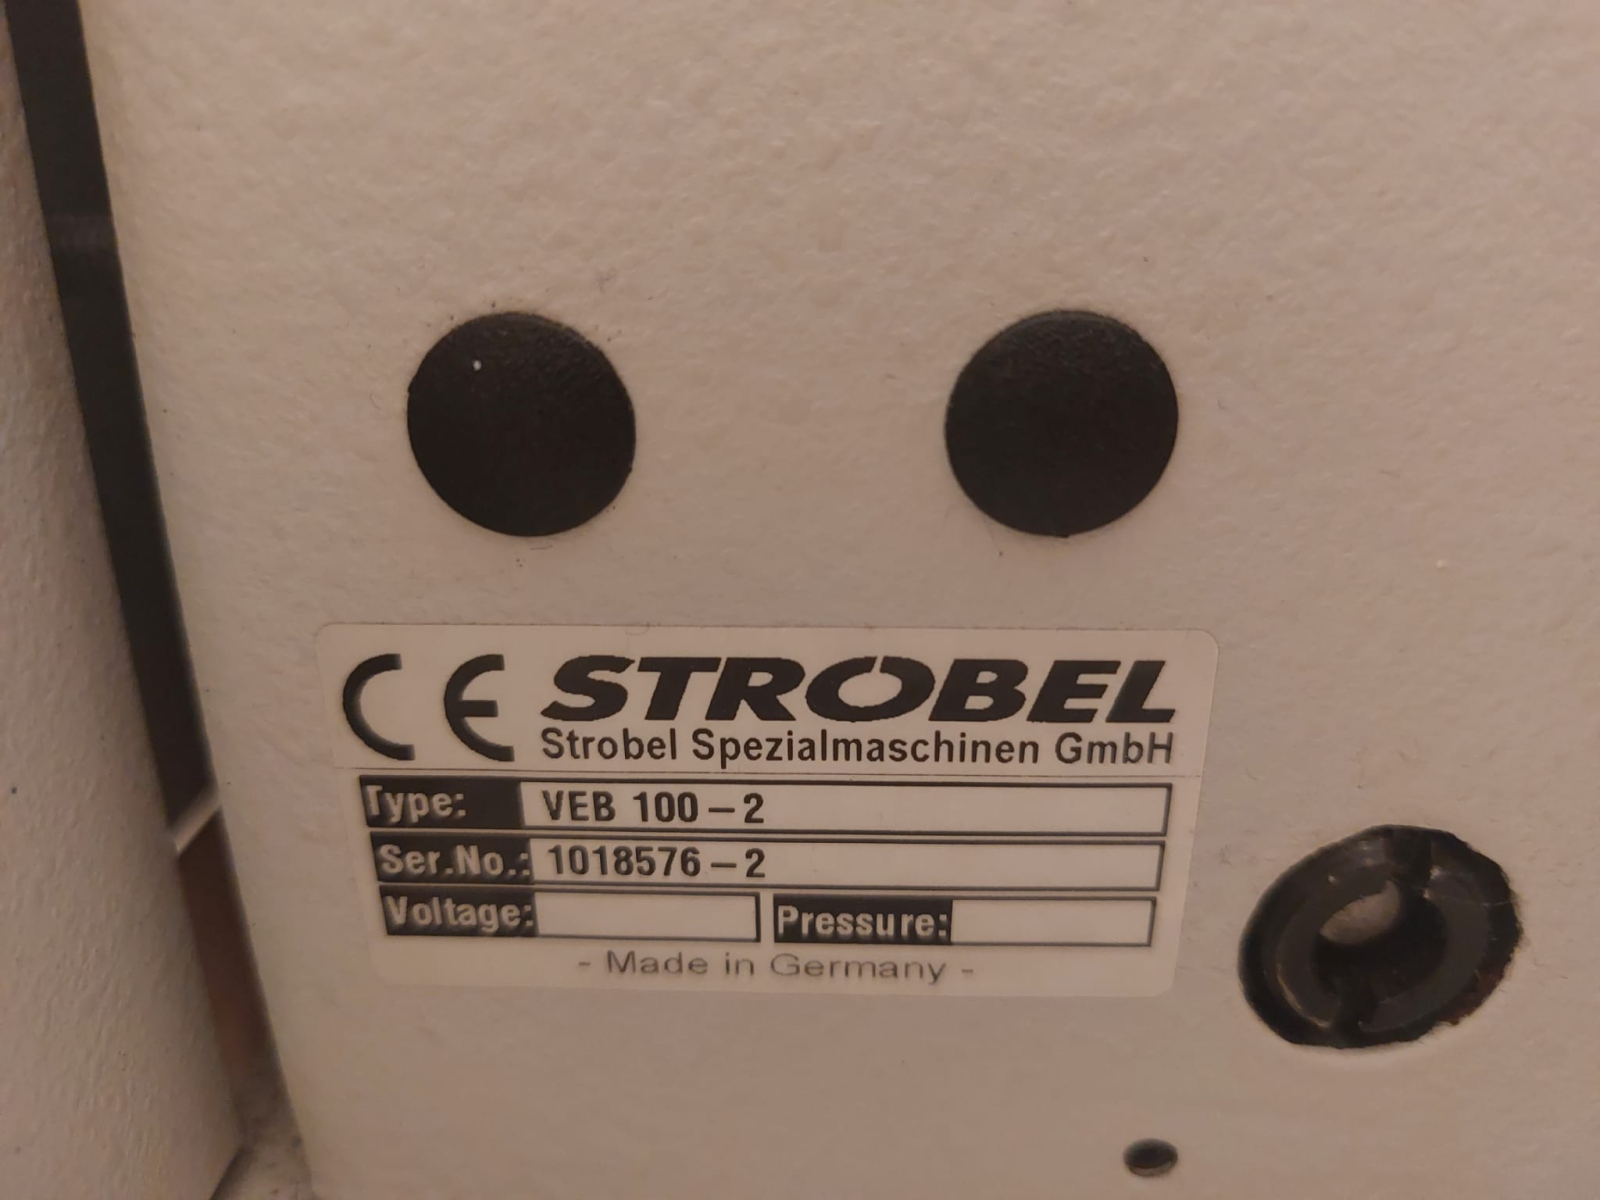 CE STROBEL
Strobel Spezialmaschinen GmbH
Type: VEB 100-2
Ser.No.: 1018576-2
Voltage: Pressure:
- Made in Germany -